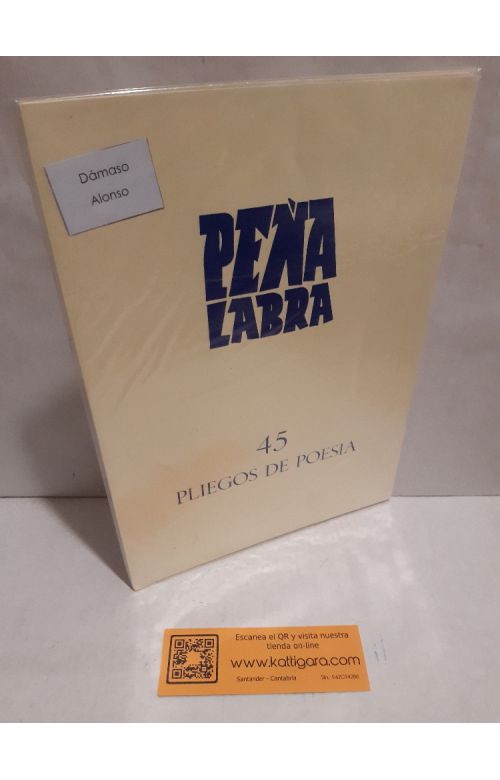 Dámaso
Alonso
PEÑA
LABRA
45
PLIEGOS DE POESIA
Escanea el QR y visita nuestra
tienda on-line
www.kattigara.com
Santander - Cantabria